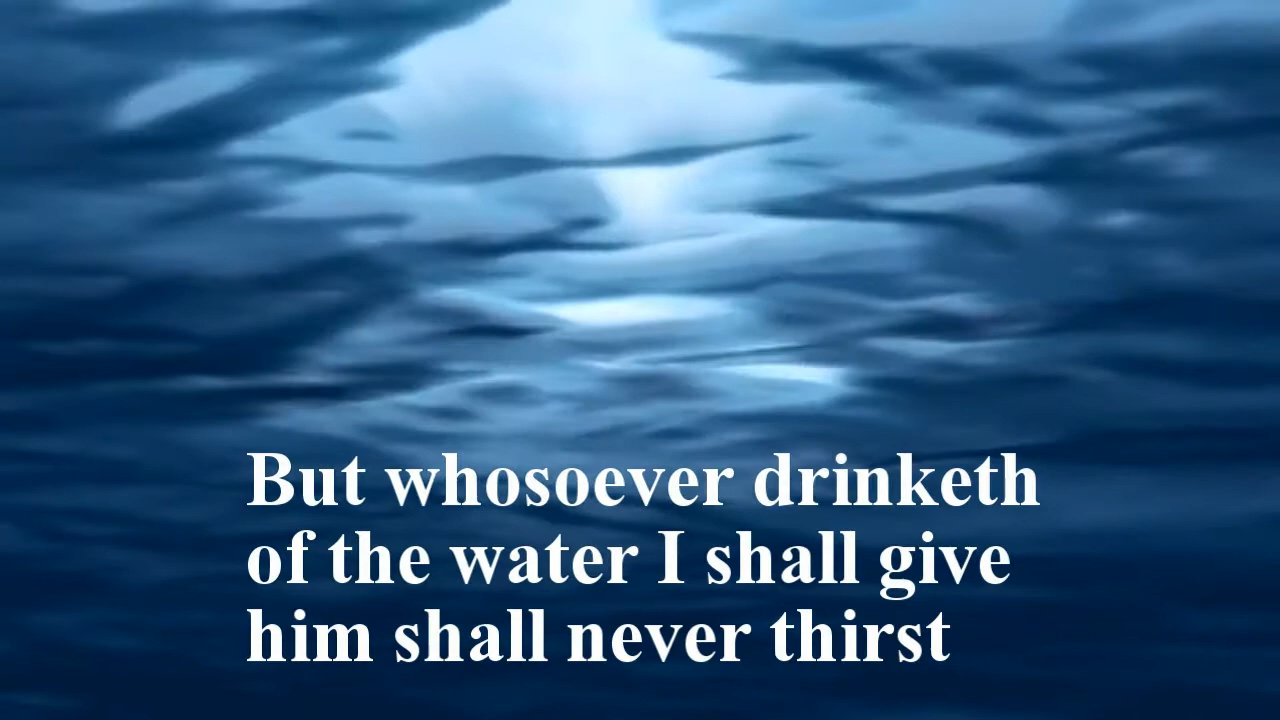 But whosoever drinketh
of the water I shall give
him shall never thirst